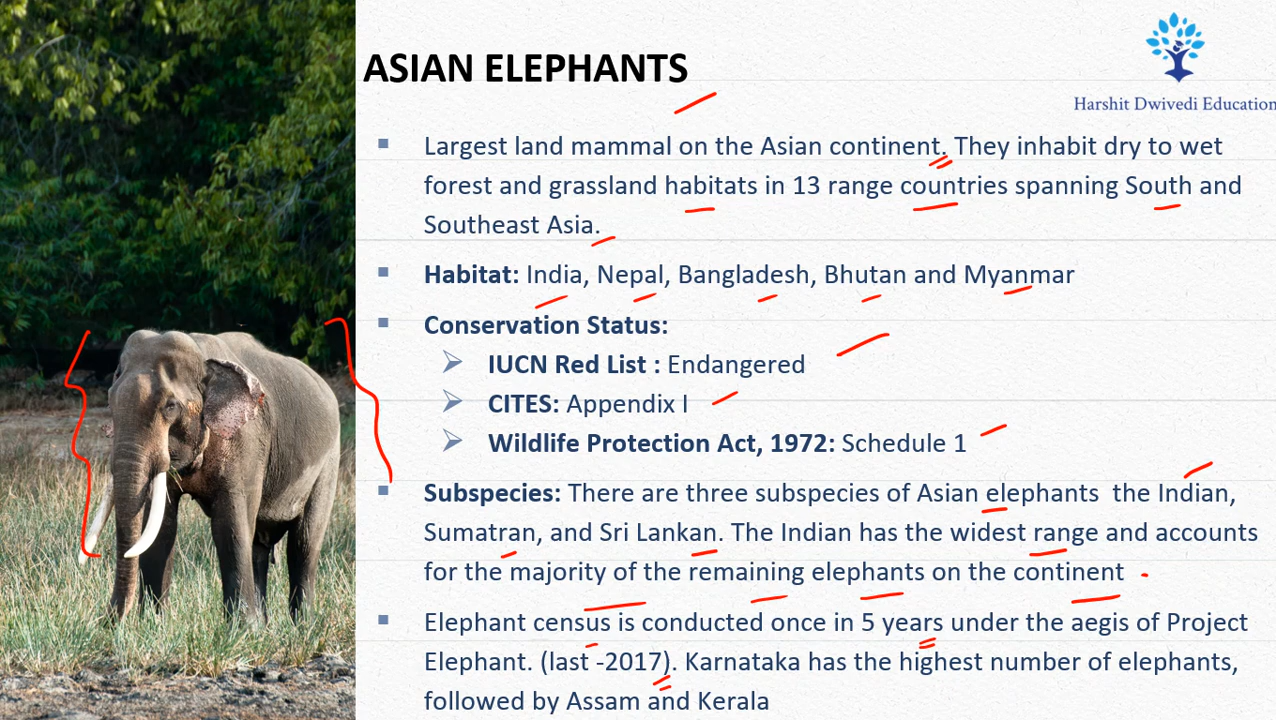 ASIAN ELEPHANTS
Harshit Dwivedi Education
▪ Largest land mammal on the Asian continent. They inhabit dry to wet
forest and grassland habitats in 13 range countries spanning South and
Southeast Asia.
▪ Habitat: India, Nepal, Bangladesh, Bhutan and Myanmar
▪ Conservation Status:
➢ IUCN Red List : Endangered
➢ CITES: Appendix I
➢ Wildlife Protection Act, 1972: Schedule 1
▪ Subspecies: There are three subspecies of Asian elephants the Indian,
Sumatran, and Sri Lankan. The Indian has the widest range and accounts
for the majority of the remaining elephants on the continent
▪ Elephant census is conducted once in 5 years under the aegis of Project
Elephant. (last -2017). Karnataka has the highest number of elephants,
followed by Assam and Kerala